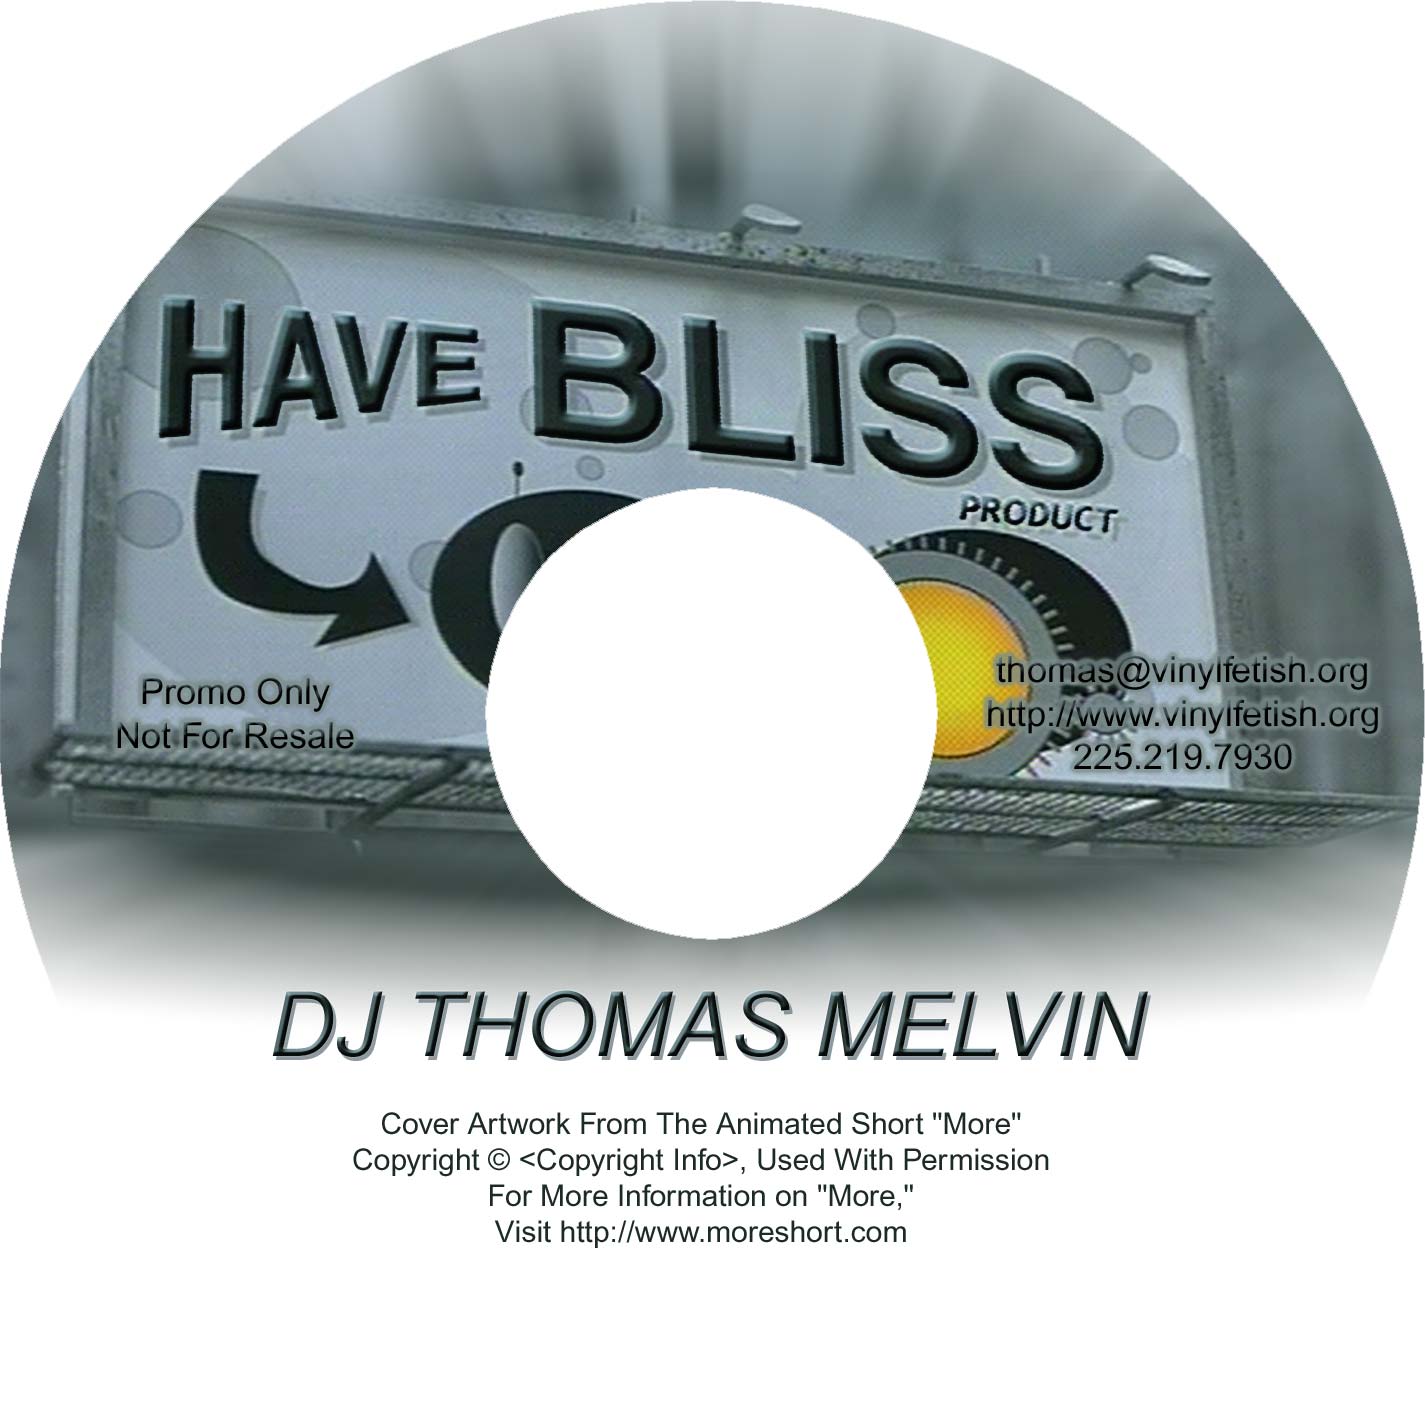 HAVE BLISS
PRODUCT
Promo Only
Not For Resale
thomas@vinylfetish.org
http://www.vinylfetish.org
225.219.7930
DJ THOMAS MELVIN
Cover Artwork From The Animated Short "More"
Copyright © <Copyright Info>, Used With Permission
For More Information on "More,"
Visit http://www.moreshort.com